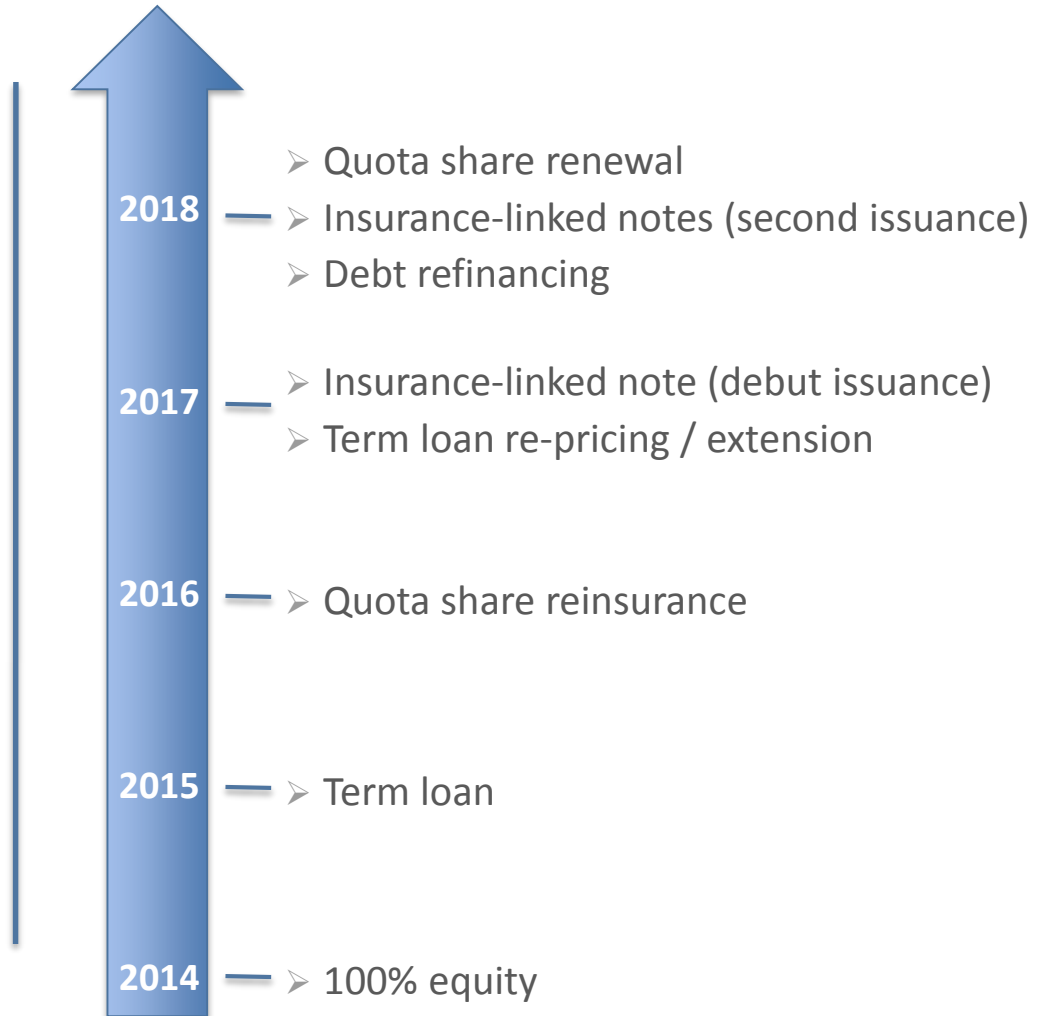 ➢ Quota share renewal
2018 ➢ Insurance-linked notes (second issuance)
➢ Debt refinancing
➢ Insurance-linked note (debut issuance)
2017
➢ Term loan re-pricing / extension
2016 ➢ Quota share reinsurance
2015 ➢ Term loan
2014 ➢ 100% equity